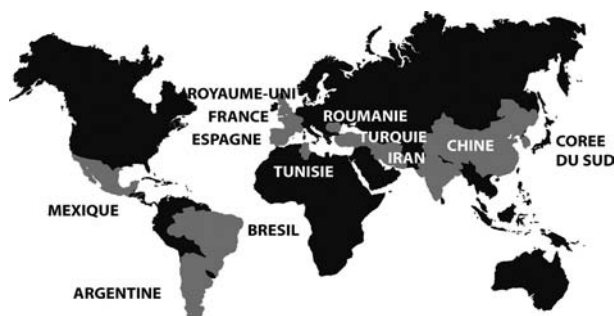 ROYAUME-UNI
FRANCE
ROUMANIE
ESPAGNE
TURQUIE
CHINE
COREE
DU SUD
IRAN
TUNISIE
MEXIQUE
BRESIL
ARGENTINE